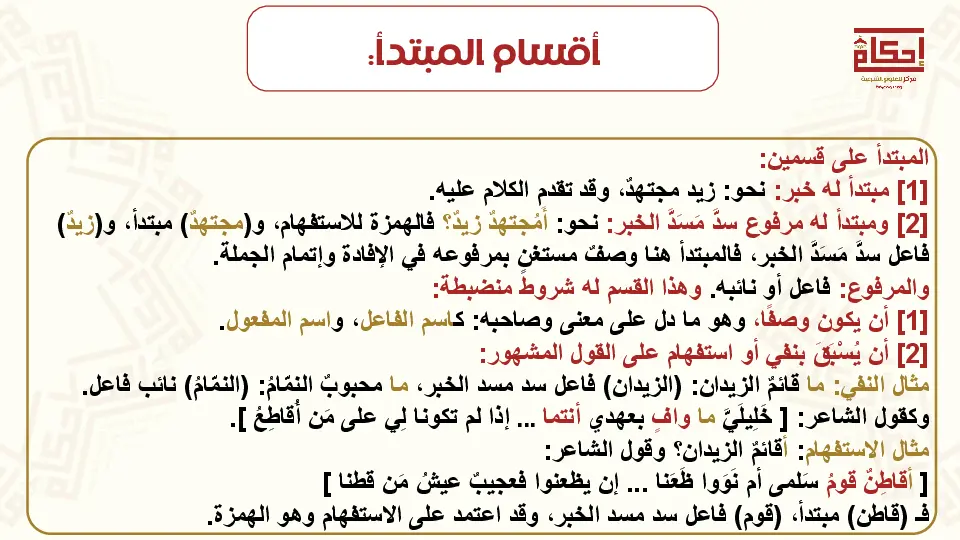 أقسام المبتدأ:
إحكام
مركز للعلوم الشرعية
المبتدأ على قسمين:
[1] مبتدأ له خبر: نحو: زيد مجتهدٌ، وقد تقدم الكلام عليه.
[2] ومبتدأ له مرفوع سدَّ مَسَدَّ الخبر: نحو: أَمُجتهدٌ زيدٌ؟ فالهمزة للاستفهام، و(مجتهدٌ) مبتدأ، و(زيدٌ)
فاعل سدَّ مَسَدَّ الخبر، فالمبتدأ هنا وصفٌ مستغنٍ بمرفوعه في الإفادة وإتمام الجملة.
والمرفوع: فاعل أو نائبه. وهذا القسم له شروط منضبطة:
[1] أن يكون وصفًا، وهو ما دل على معنى وصاحبه: كاسم الفاعل، واسم المفعول.
[2] أن يُسْبَقَ بنفي أو استفهام على القول المشهور:
مثال النفي: ما قائمٌ الزيدان: (الزيدان) فاعل سد مسد الخبر، ما محبوبٌ النمّامُ: (النمّامُ) نائب فاعل.
وكقول الشاعر: [ خَلِيلَيَّ ما وافٍ بعهدي أنتما ... إذا لم تكونا لِي على مَن أُقاطِعُ ].
مثال الاستفهام: أقائمٌ الزيدان؟ وقول الشاعر:
[ أقاطِنٌ قومُ سَلمى أم نَوَوا ظَعَنا ... إن يظعنوا فعجيبٌ عيشُ مَن قطنا ]
فـ (قاطن) مبتدأ، (قوم) فاعل سد مسد الخبر، وقد اعتمد على الاستفهام وهو الهمزة.